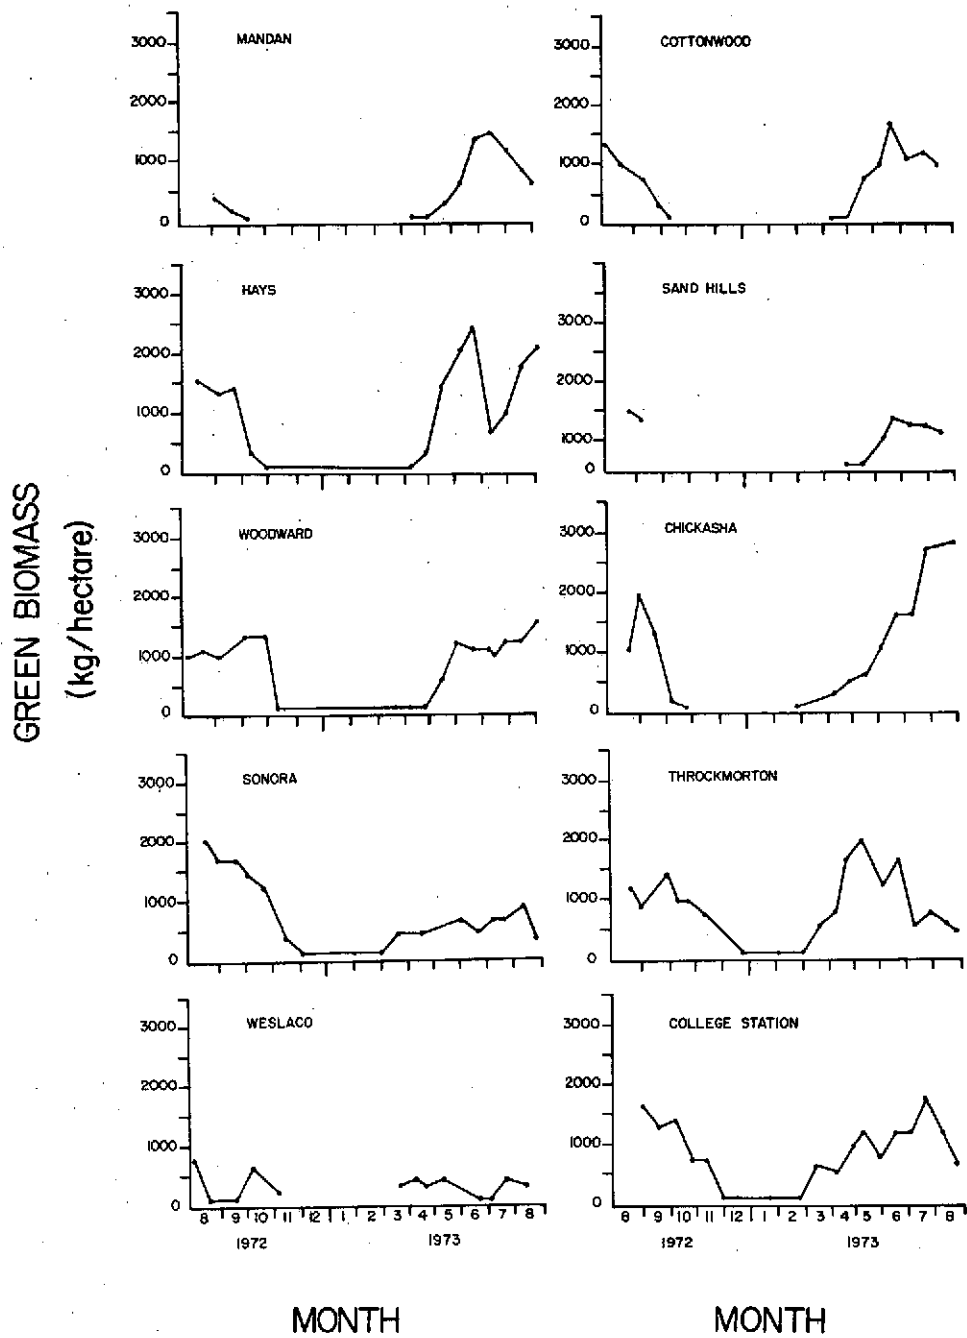 GREEN BIOMASS
(kg/hectare)
MANDAN
3000
2000
1000
0
COTTONWOOD
3000
2000
1000
0
HAYS
3000
2000
1000
0
SAND HILLS
3000
2000
1000
0
WOODWARD
3000
2000
1000
0
CHICKASHA
3000
2000
1000
0
SONORA
3000
2000
1000
0
THROCKMORTON
3000
2000
1000
0
WESLACO
3000
2000
1000
0
8 9 10 11 12 1 2 3 4 5 6 7 8
1972 1973
COLLEGE STATION
3000
2000
1000
0
8 9 10 11 12 1 2 3 4 5 6 7 8
1972 1973
MONTH MONTH